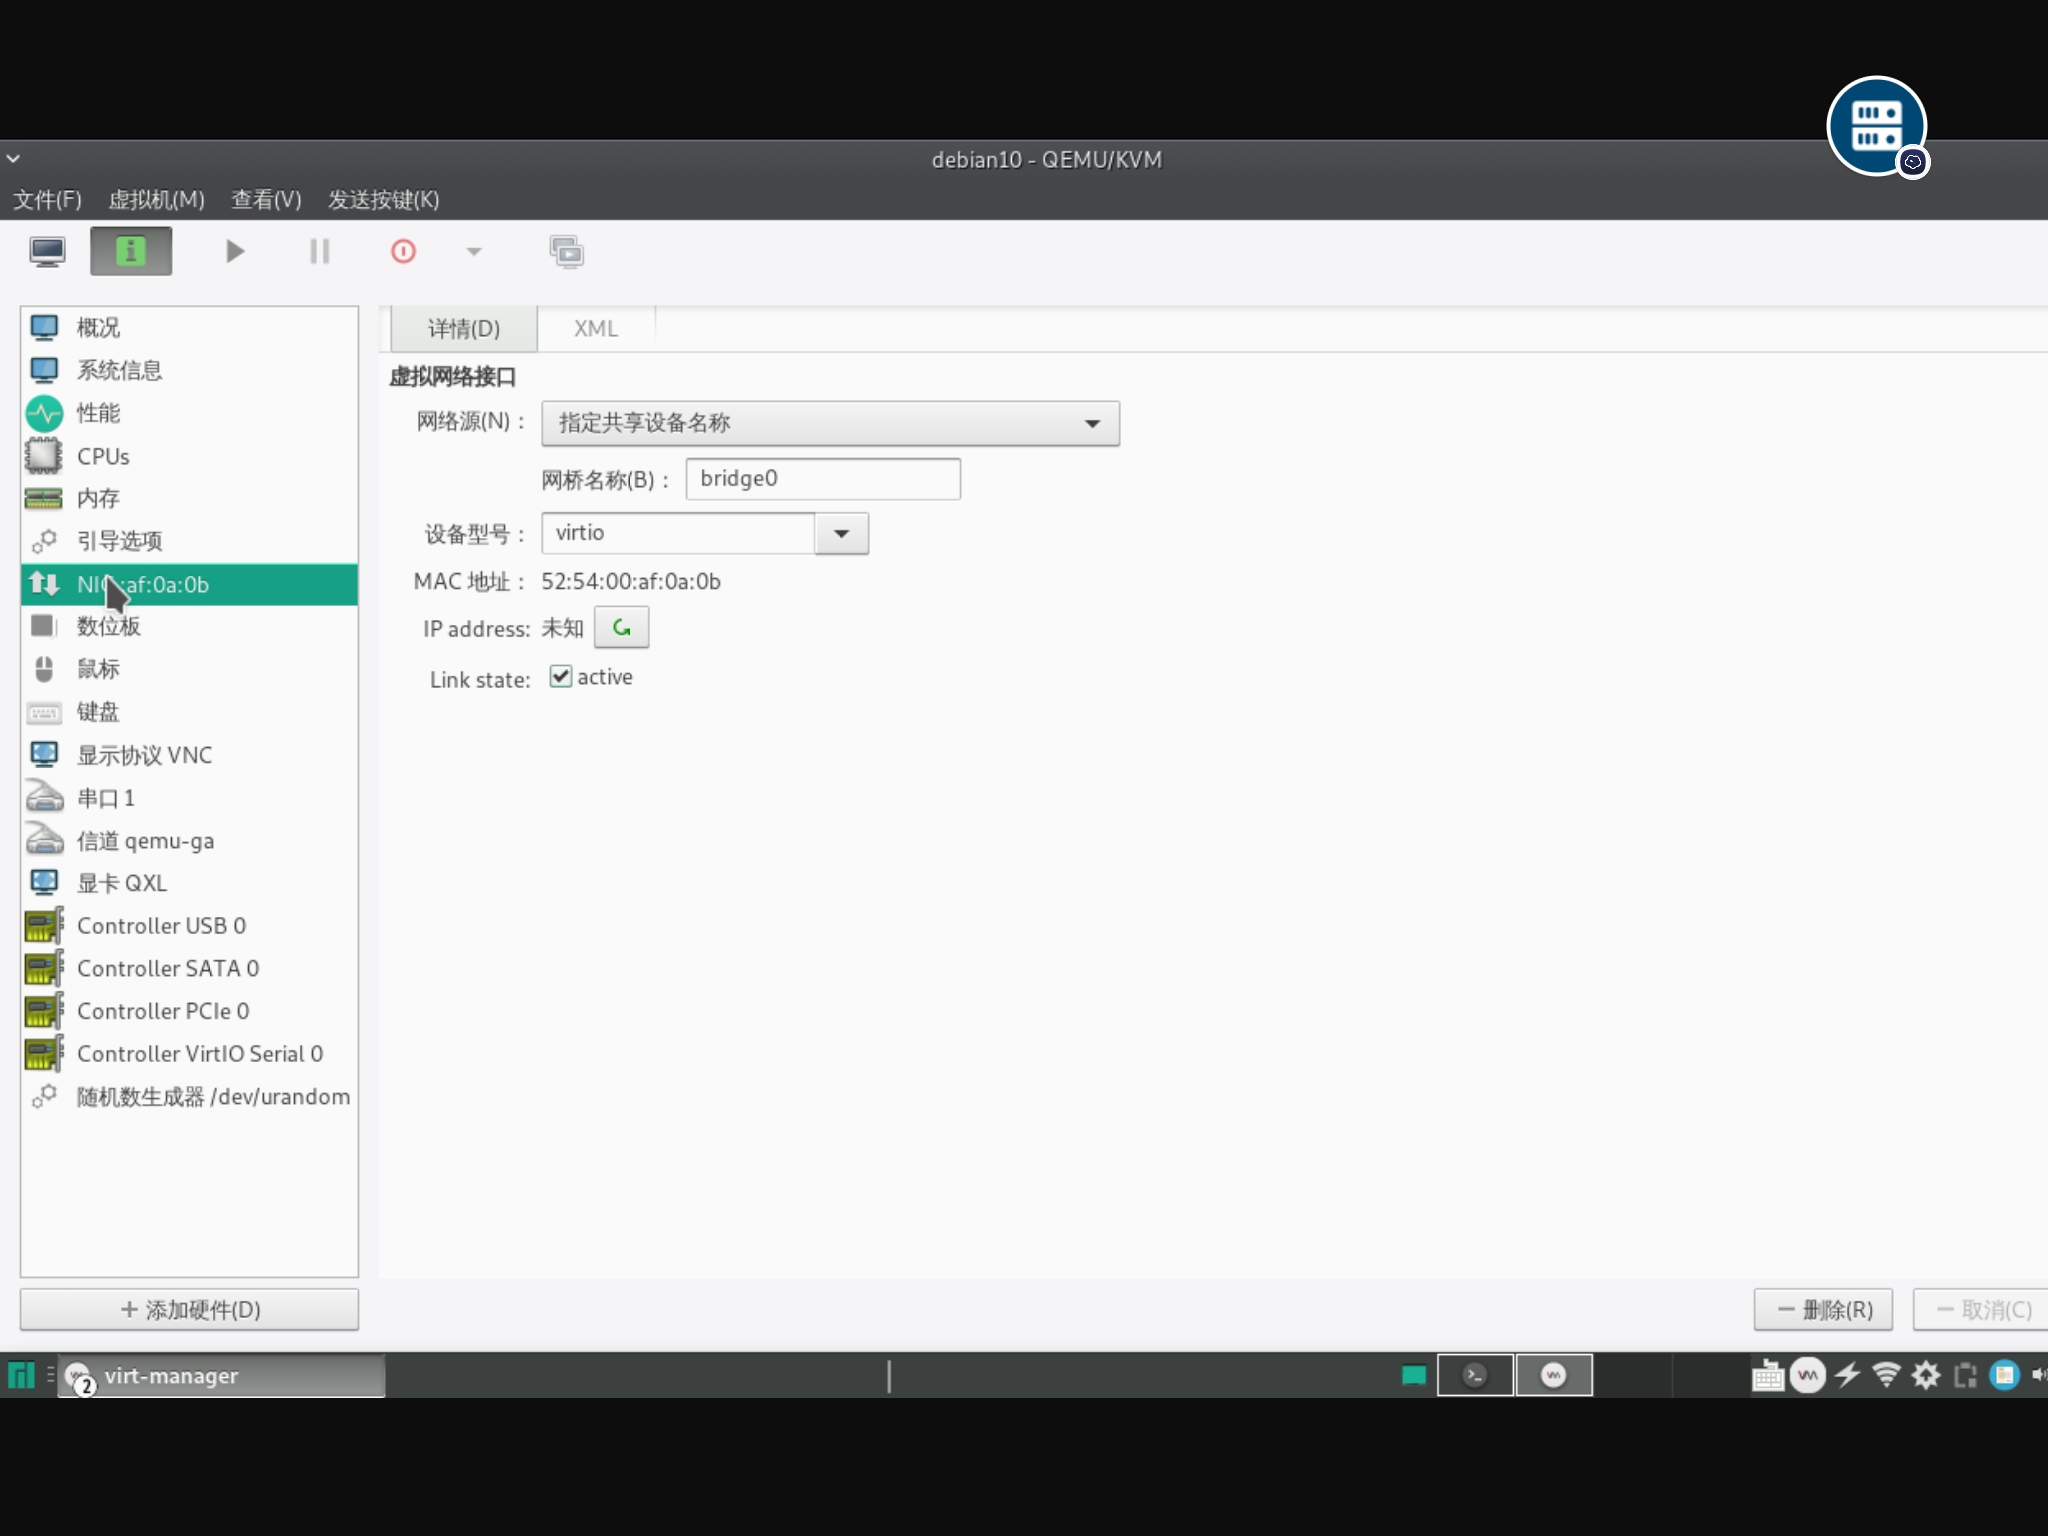 debian10 - QEMU/KVM
文件(F) 虚拟机(M) 查看(V) 发送按键(K)
概况
系统信息
性能
CPUs
内存
引导选项
NIC :af:0a:0b
数位板
鼠标
键盘
显示协议 VNC
串口 1
信道 qemu-ga
显卡 QXL
Controller USB 0
Controller SATA 0
Controller PCIe 0
Controller VirtIO Serial 0
随机数生成器 /dev/urandom
添加硬件(D)
详情(D) XML
虚拟网络接口
网络源(N)： 指定共享设备名称
网桥名称(B)： bridge0
设备型号： virtio
MAC 地址： 52:54:00:af:0a:0b
IP address: 未知
Link state: active
删除(R) 取消(C)
2 virt-manager